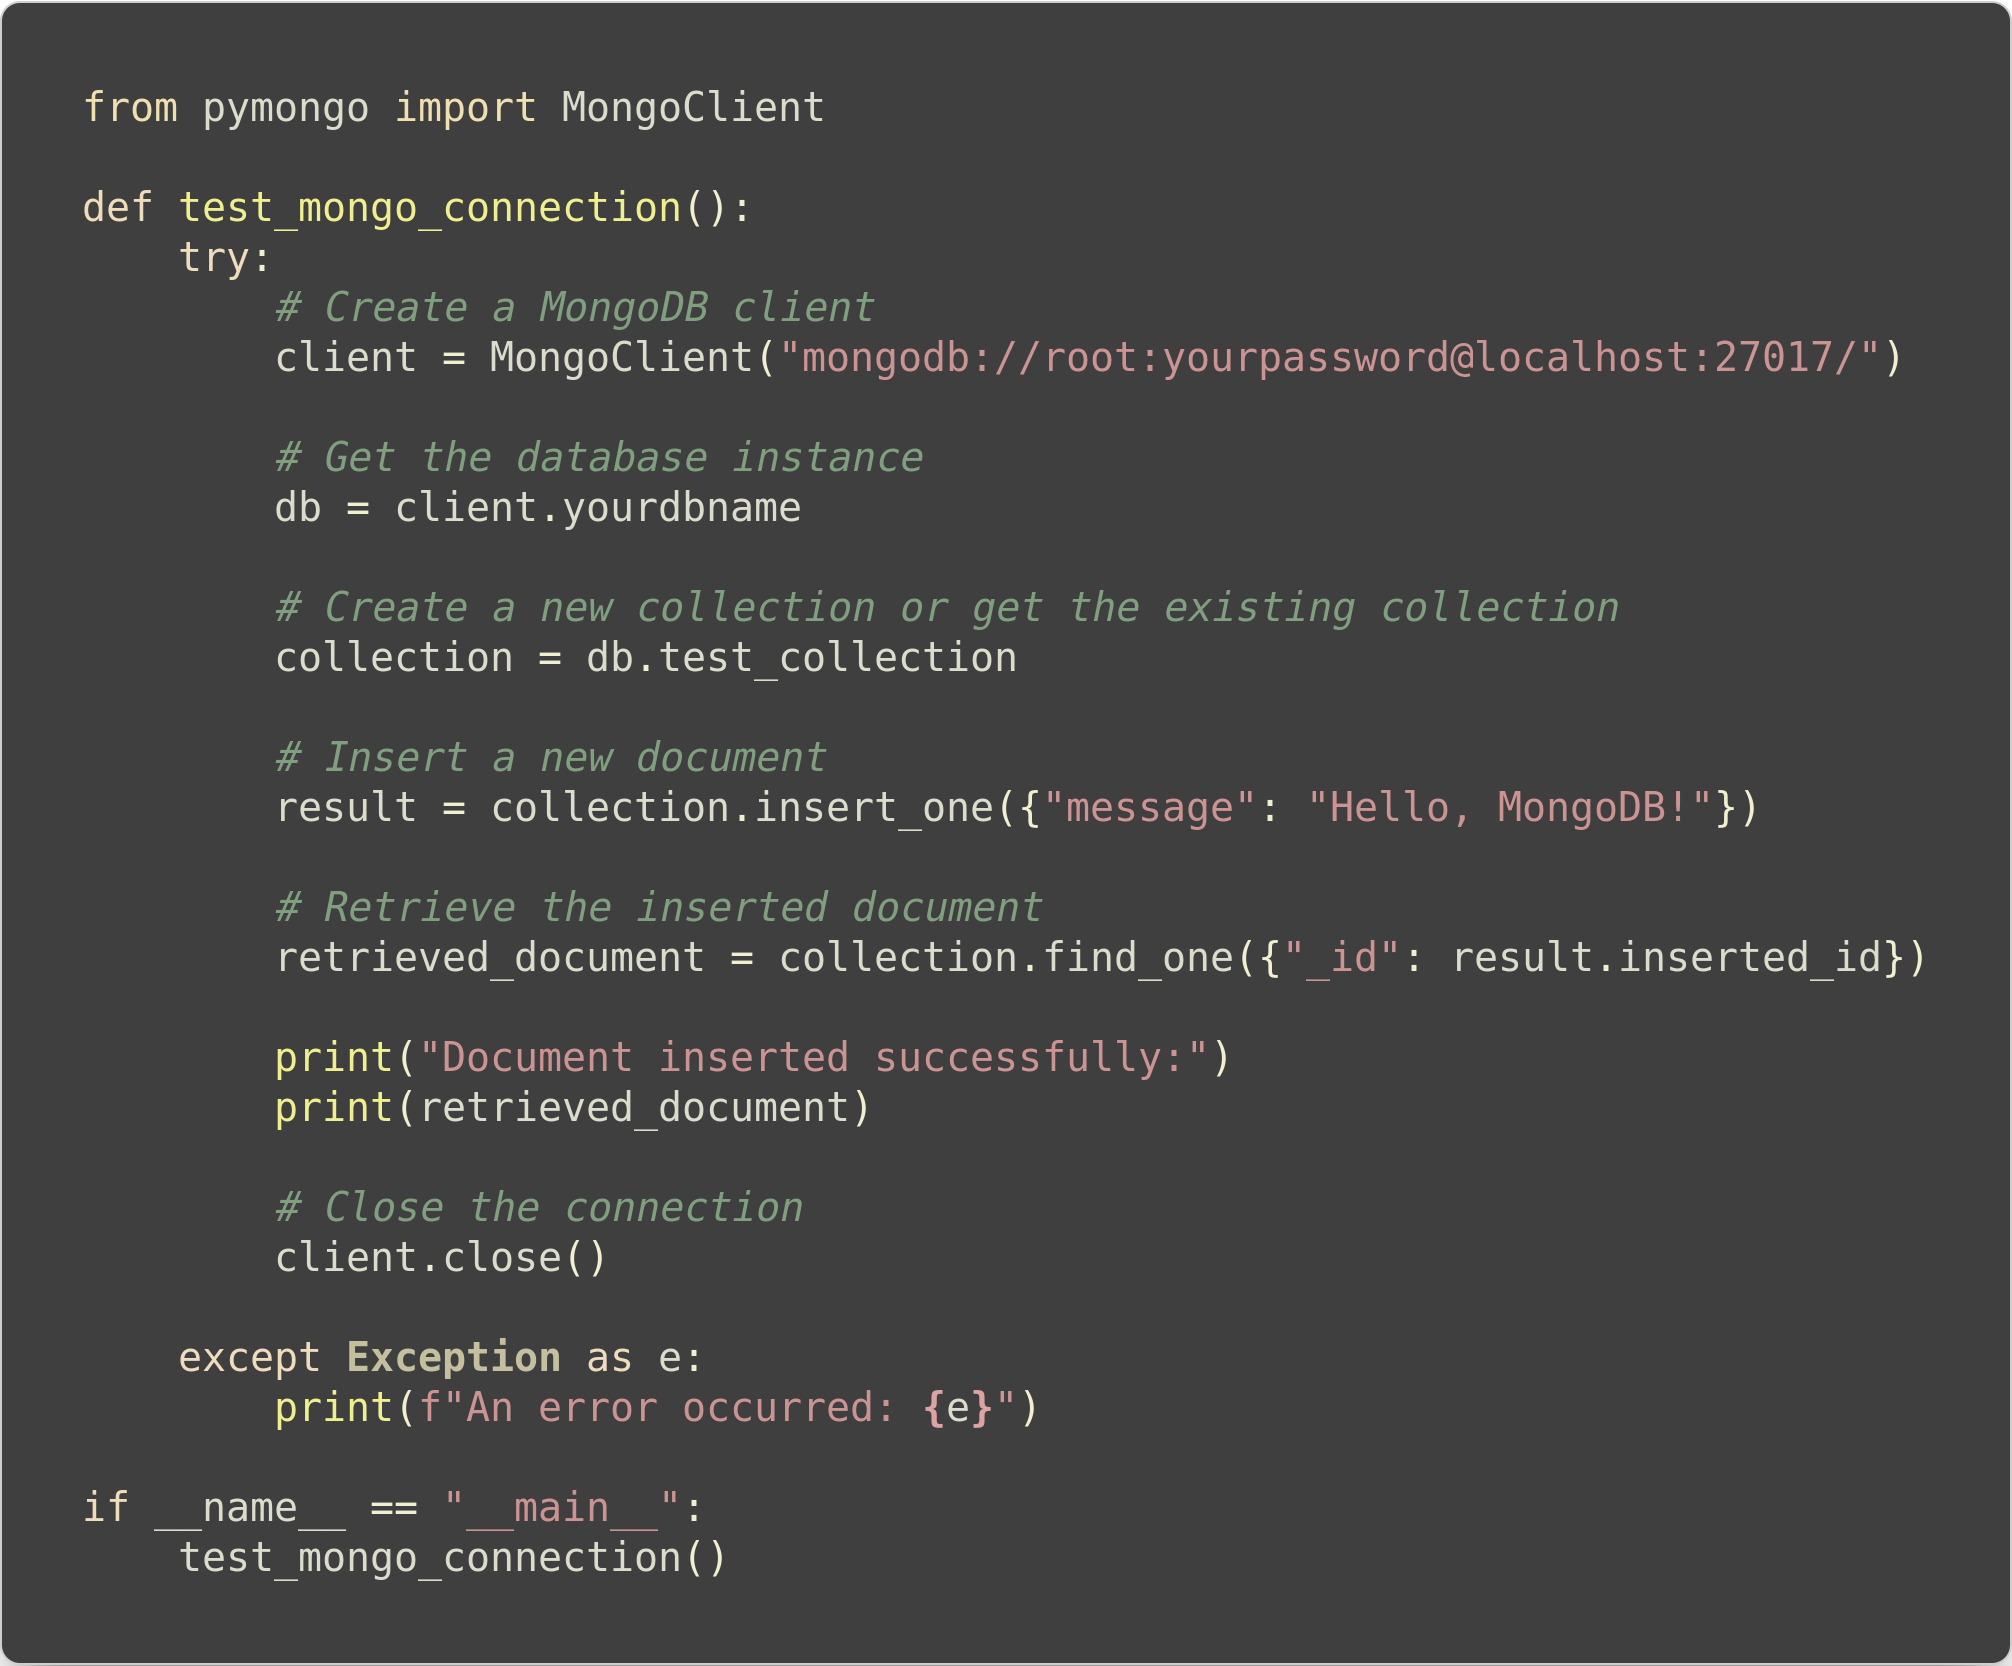 from pymongo import MongoClient

def test_mongo_connection():
    try:
        # Create a MongoDB client
        client = MongoClient("mongodb://root:yourpassword@localhost:27017/")

        # Get the database instance
        db = client.yourdbname

        # Create a new collection or get the existing collection
        collection = db.test_collection

        # Insert a new document
        result = collection.insert_one({"message": "Hello, MongoDB!"})

        # Retrieve the inserted document
        retrieved_document = collection.find_one({"_id": result.inserted_id})

        print("Document inserted successfully:")
        print(retrieved_document)

        # Close the connection
        client.close()

    except Exception as e:
        print(f"An error occurred: {e}")

if __name__ == "__main__":
    test_mongo_connection()